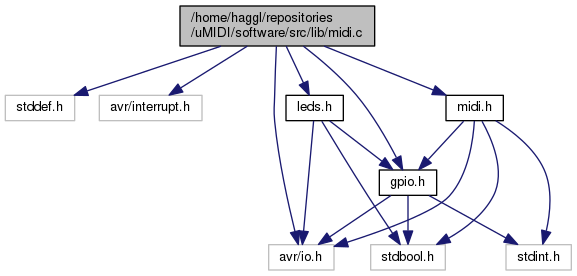 /home/haggl/repositories
/uMIDI/software/src/lib/midi.c
stddef.h
avr/interrupt.h
leds.h
midi.h
gpio.h
avr/io.h
stdbool.h
stdint.h